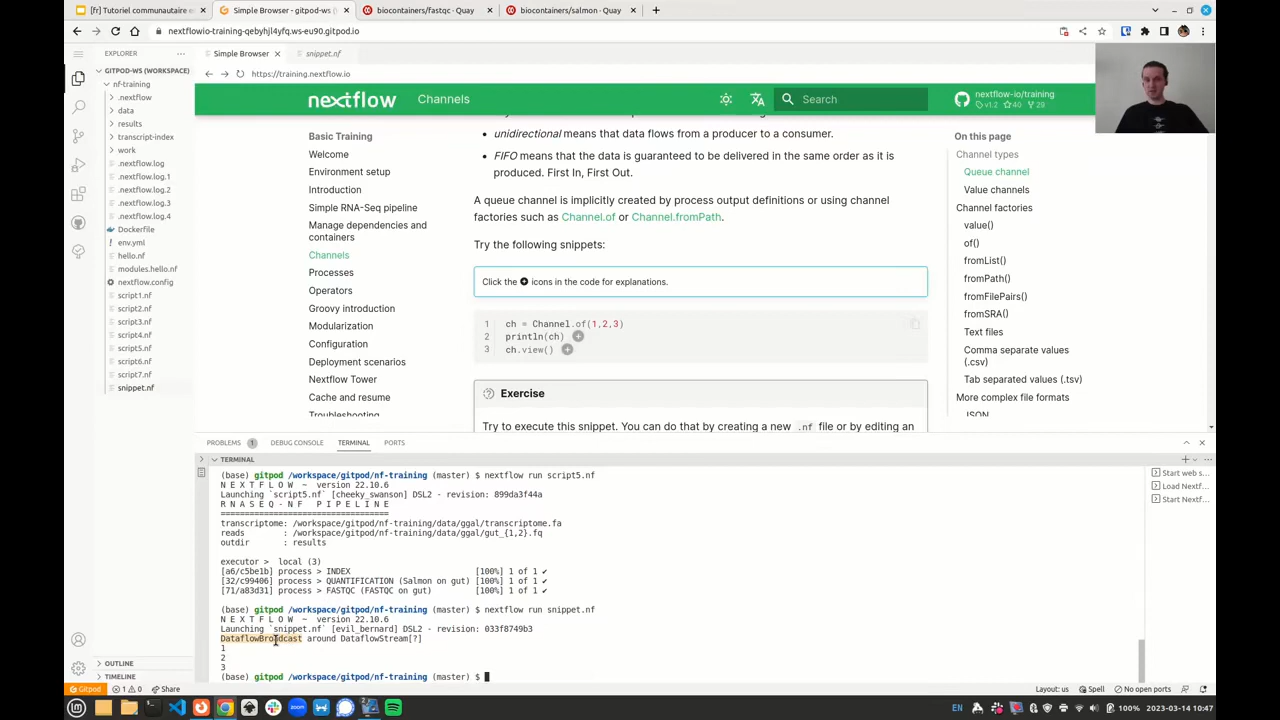 [fr] Tutoriel communautaire e
Simple Browser - gitpod-ws (
biocontainers/fastqc · Quay
biocontainers/salmon · Quay
nextflowio-training-qebyhjl4yfq.ws-eu90.gitpod.io
EXPLORER
GITPOD-WS (WORKSPACE)
nf-training
.nextflow
data
results
transcript-index
work
.nextflow.log
.nextflow.log.1
.nextflow.log.2
.nextflow.log.3
.nextflow.log.4
Dockerfile
env.yml
hello.nf
modules.hello.nf
nextflow.config
script1.nf
script2.nf
script3.nf
script4.nf
script5.nf
script6.nf
script7.nf
snippet.nf
OUTLINE
TIMELINE
Simple Browser
snippet.nf
https://training.nextflow.io
nextflow
Channels
Search
nextflow-io/training
v1.2 40 29
Basic Training
Welcome
Environment setup
Introduction
Simple RNA-Seq pipeline
Manage dependencies and
containers
Channels
Processes
Operators
Groovy introduction
Modularization
Configuration
Deployment scenarios
Nextflow Tower
Cache and resume
Troubleshooting
unidirectional means that data flows from a producer to a consumer.
FIFO means that the data is guaranteed to be delivered in the same order as it is
produced. First In, First Out.
A queue channel is implicitly created by process output definitions or using channel
factories such as Channel.of or Channel.fromPath.
Try the following snippets:
Click the icons in the code for explanations.
1 ch = Channel.of(1,2,3)
2 println(ch)
3 ch.view()
Exercise
Try to execute this snippet. You can do that by creating a new .nf file or by editing an
On this page
Channel types
Queue channel
Value channels
Channel factories
value()
of()
fromList()
fromPath()
fromFilePairs()
fromSRA()
Text files
Comma separate values
(.csv)
Tab separated values (.tsv)
More complex file formats
JSON
PROBLEMS 1 DEBUG CONSOLE TERMINAL PORTS
TERMINAL
(base) gitpod /workspace/gitpod/nf-training (master) $ nextflow run script5.nf
N E X T F L O W ~ version 22.10.6
Launching `script5.nf` [cheeky_swanson] DSL2 - revision: 899da3f44a
R N A S E Q - N F P I P E L I N E
===================================
transcriptome: /workspace/gitpod/nf-training/data/ggal/transcriptome.fa
reads : /workspace/gitpod/nf-training/data/ggal/gut_{1,2}.fq
outdir : results
executor > local (3)
[a6/c5be1b] process > INDEX [100%] 1 of 1 ✔
[32/c99406] process > QUANTIFICATION (Salmon on gut) [100%] 1 of 1 ✔
[71/a83d31] process > FASTQC (FASTQC on gut) [100%] 1 of 1 ✔
(base) gitpod /workspace/gitpod/nf-training (master) $ nextflow run snippet.nf
N E X T F L O W ~ version 22.10.6
Launching `snippet.nf` [evil_bernard] DSL2 - revision: 033f8749b3
DataflowBroadcast around DataflowStream[?]
1
2
3
(base) gitpod /workspace/gitpod/nf-training (master) $
Start web s
Load Nextf
Start Nextf
Gitpod 1 0 Share
Layout: us Spell No open ports
EN 100% 2023-03-14 10:47